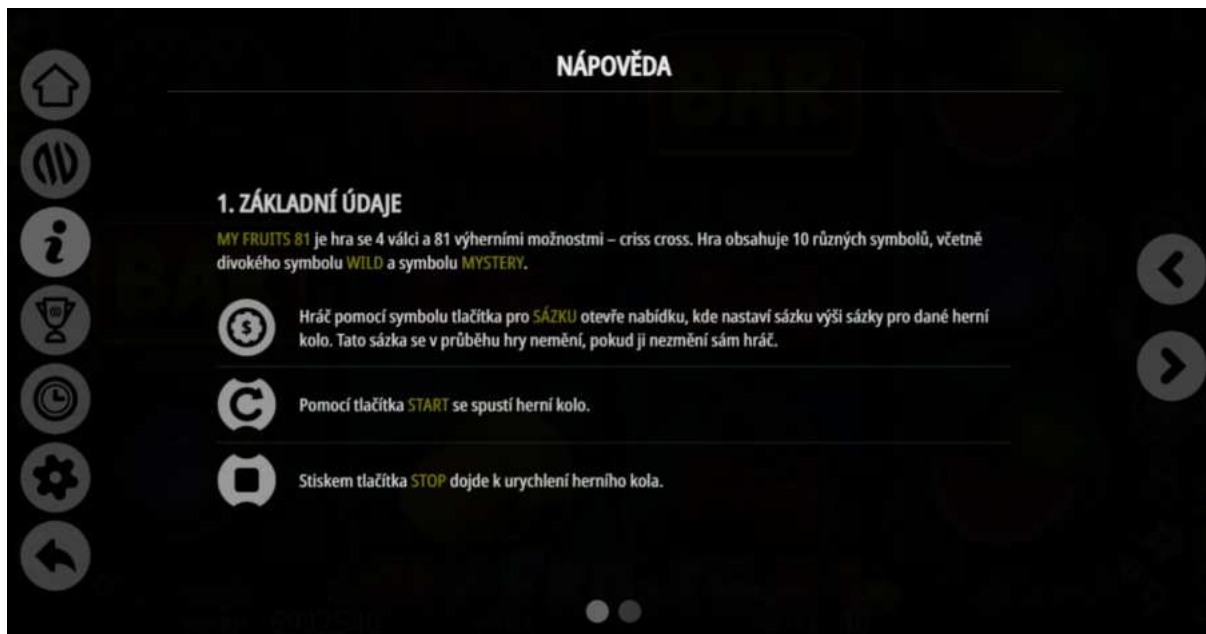 NÁPOVĚDA
1. ZÁKLADNÍ ÚDAJE
MY FRUITS 81 je hra se 4 válci a 81 výherními možnostmi – criss cross. Hra obsahuje 10 různých symbolů, včetně
divokého symbolu WILD a symbolu MYSTERY.
Hráč pomocí symbolu tlačítka pro SÁZKU otevře nabídku, kde nastaví sázku výši sázky pro dané herní
kolo. Tato sázka se v průběhu hry nemění, pokud ji nezmění sám hráč.
Pomocí tlačítka START se spustí herní kolo.
Stiskem tlačítka STOP dojde k urychlení herního kola.